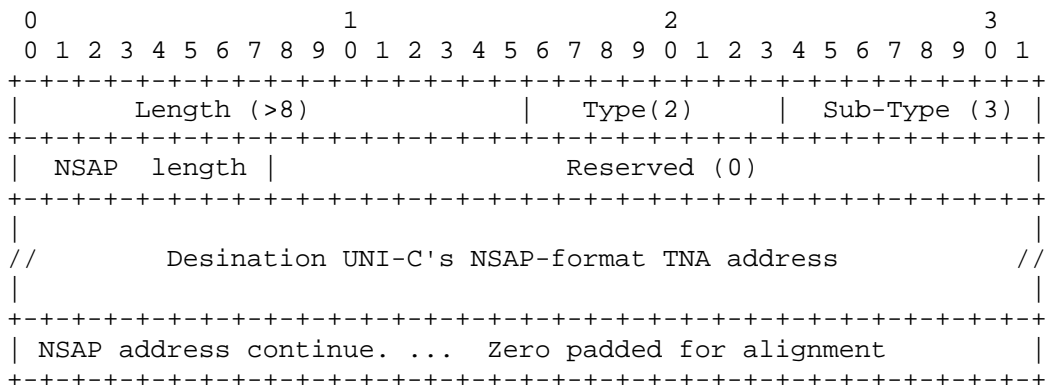 0                   1                   2                   3
0 1 2 3 4 5 6 7 8 9 0 1 2 3 4 5 6 7 8 9 0 1 2 3 4 5 6 7 8 9 0 1
+-+-+-+-+-+-+-+-+-+-+-+-+-+-+-+-+-+-+-+-+-+-+-+-+-+-+-+-+-+-+-+-+
|       Length (>8)             |   Type(2)     |  Sub-Type (3) |
+-+-+-+-+-+-+-+-+-+-+-+-+-+-+-+-+-+-+-+-+-+-+-+-+-+-+-+-+-+-+-+-+
|  NSAP  length |                  Reserved (0)                 |
+-+-+-+-+-+-+-+-+-+-+-+-+-+-+-+-+-+-+-+-+-+-+-+-+-+-+-+-+-+-+-+-+
|                                                               |
//        Desination UNI-C's NSAP-format TNA address           //
|                                                               |
+-+-+-+-+-+-+-+-+-+-+-+-+-+-+-+-+-+-+-+-+-+-+-+-+-+-+-+-+-+-+-+-+
| NSAP address continue. ...  Zero padded for alignment         |
+-+-+-+-+-+-+-+-+-+-+-+-+-+-+-+-+-+-+-+-+-+-+-+-+-+-+-+-+-+-+-+-+